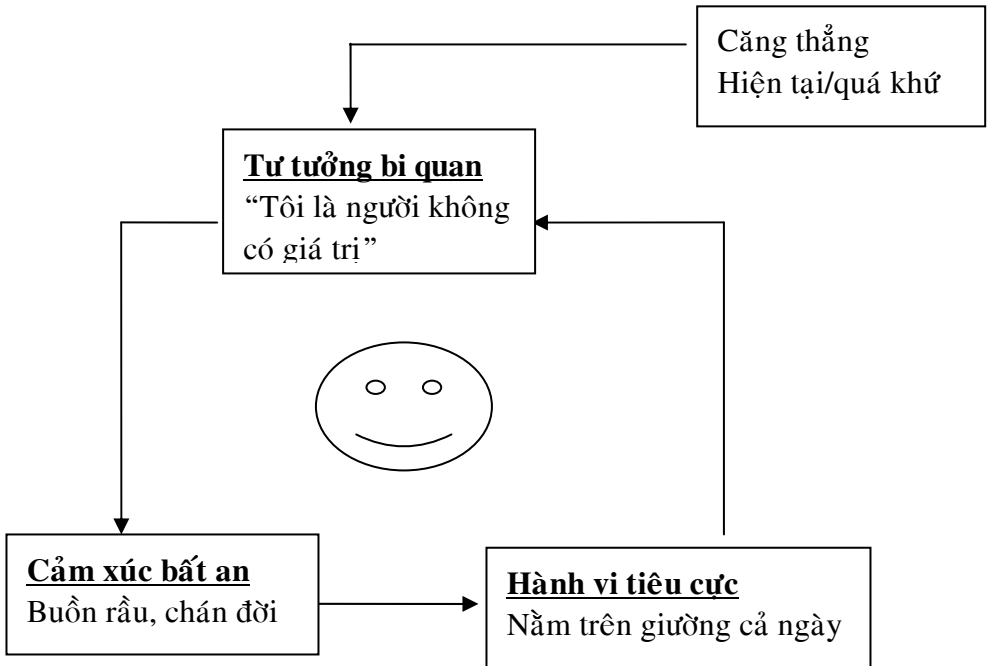 Căng thẳng
Hiện tại/quá khứ
Tư tưởng bi quan
“Tôi là người không
có giá trị”
Cảm xúc bất an
Buồn rầu, chán đời
Hành vi tiêu cực
Nằm trên giường cả ngày